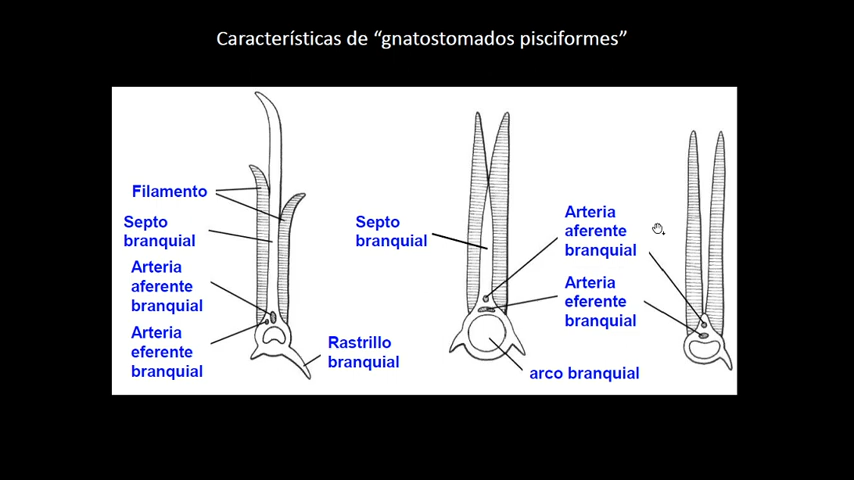 Características de “gnatostomados pisciformes”
Filamento
Septo
branquial
Arteria
aferente
branquial
Arteria
eferente
branquial
Rastrillo
branquial
Septo
branquial
Arteria
aferente
branquial
Arteria
eferente
branquial
arco branquial